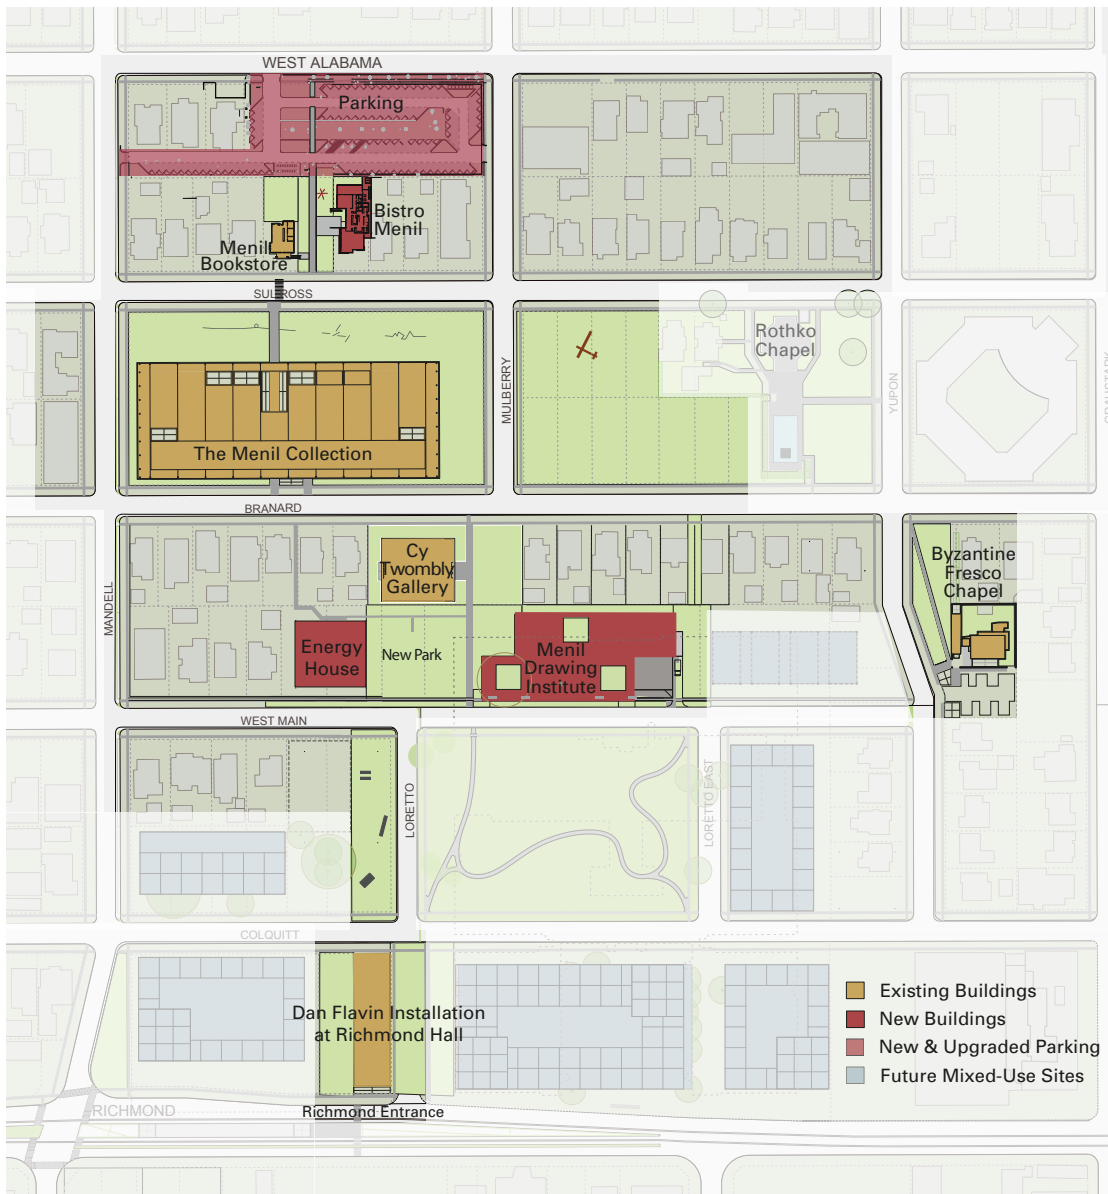 WEST ALABAMA
Parking
Bistro
Menil
Menil
Bookstore
SULROSS
Rothko
Chapel
MULBERRY
YUPON
The Menil Collection
BRANARD
Cy
Twombly
Gallery
Byzantine
Fresco
Chapel
MANDELL
Energy
House
New Park
Menil
Drawing
Institute
WEST MAIN
LORETTO
LORETTO EAST
COLQUITT
Dan Flavin Installation
at Richmond Hall
Existing Buildings
New Buildings
New & Upgraded Parking
Future Mixed-Use Sites
RICHMOND
Richmond Entrance